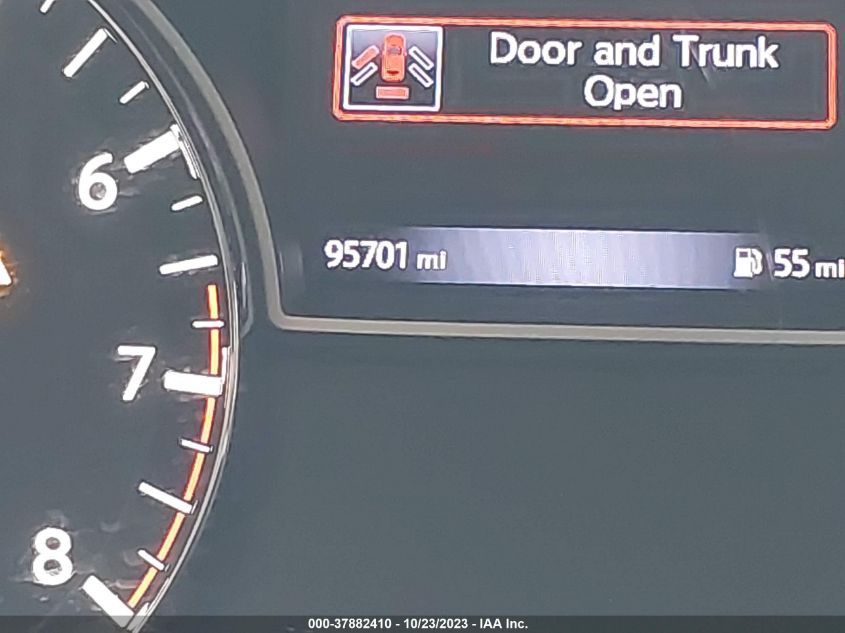 Door and Trunk
Open
6
95701 mi
55 mi
7
8
000-37882410 - 10/23/2023 - IAA Inc.